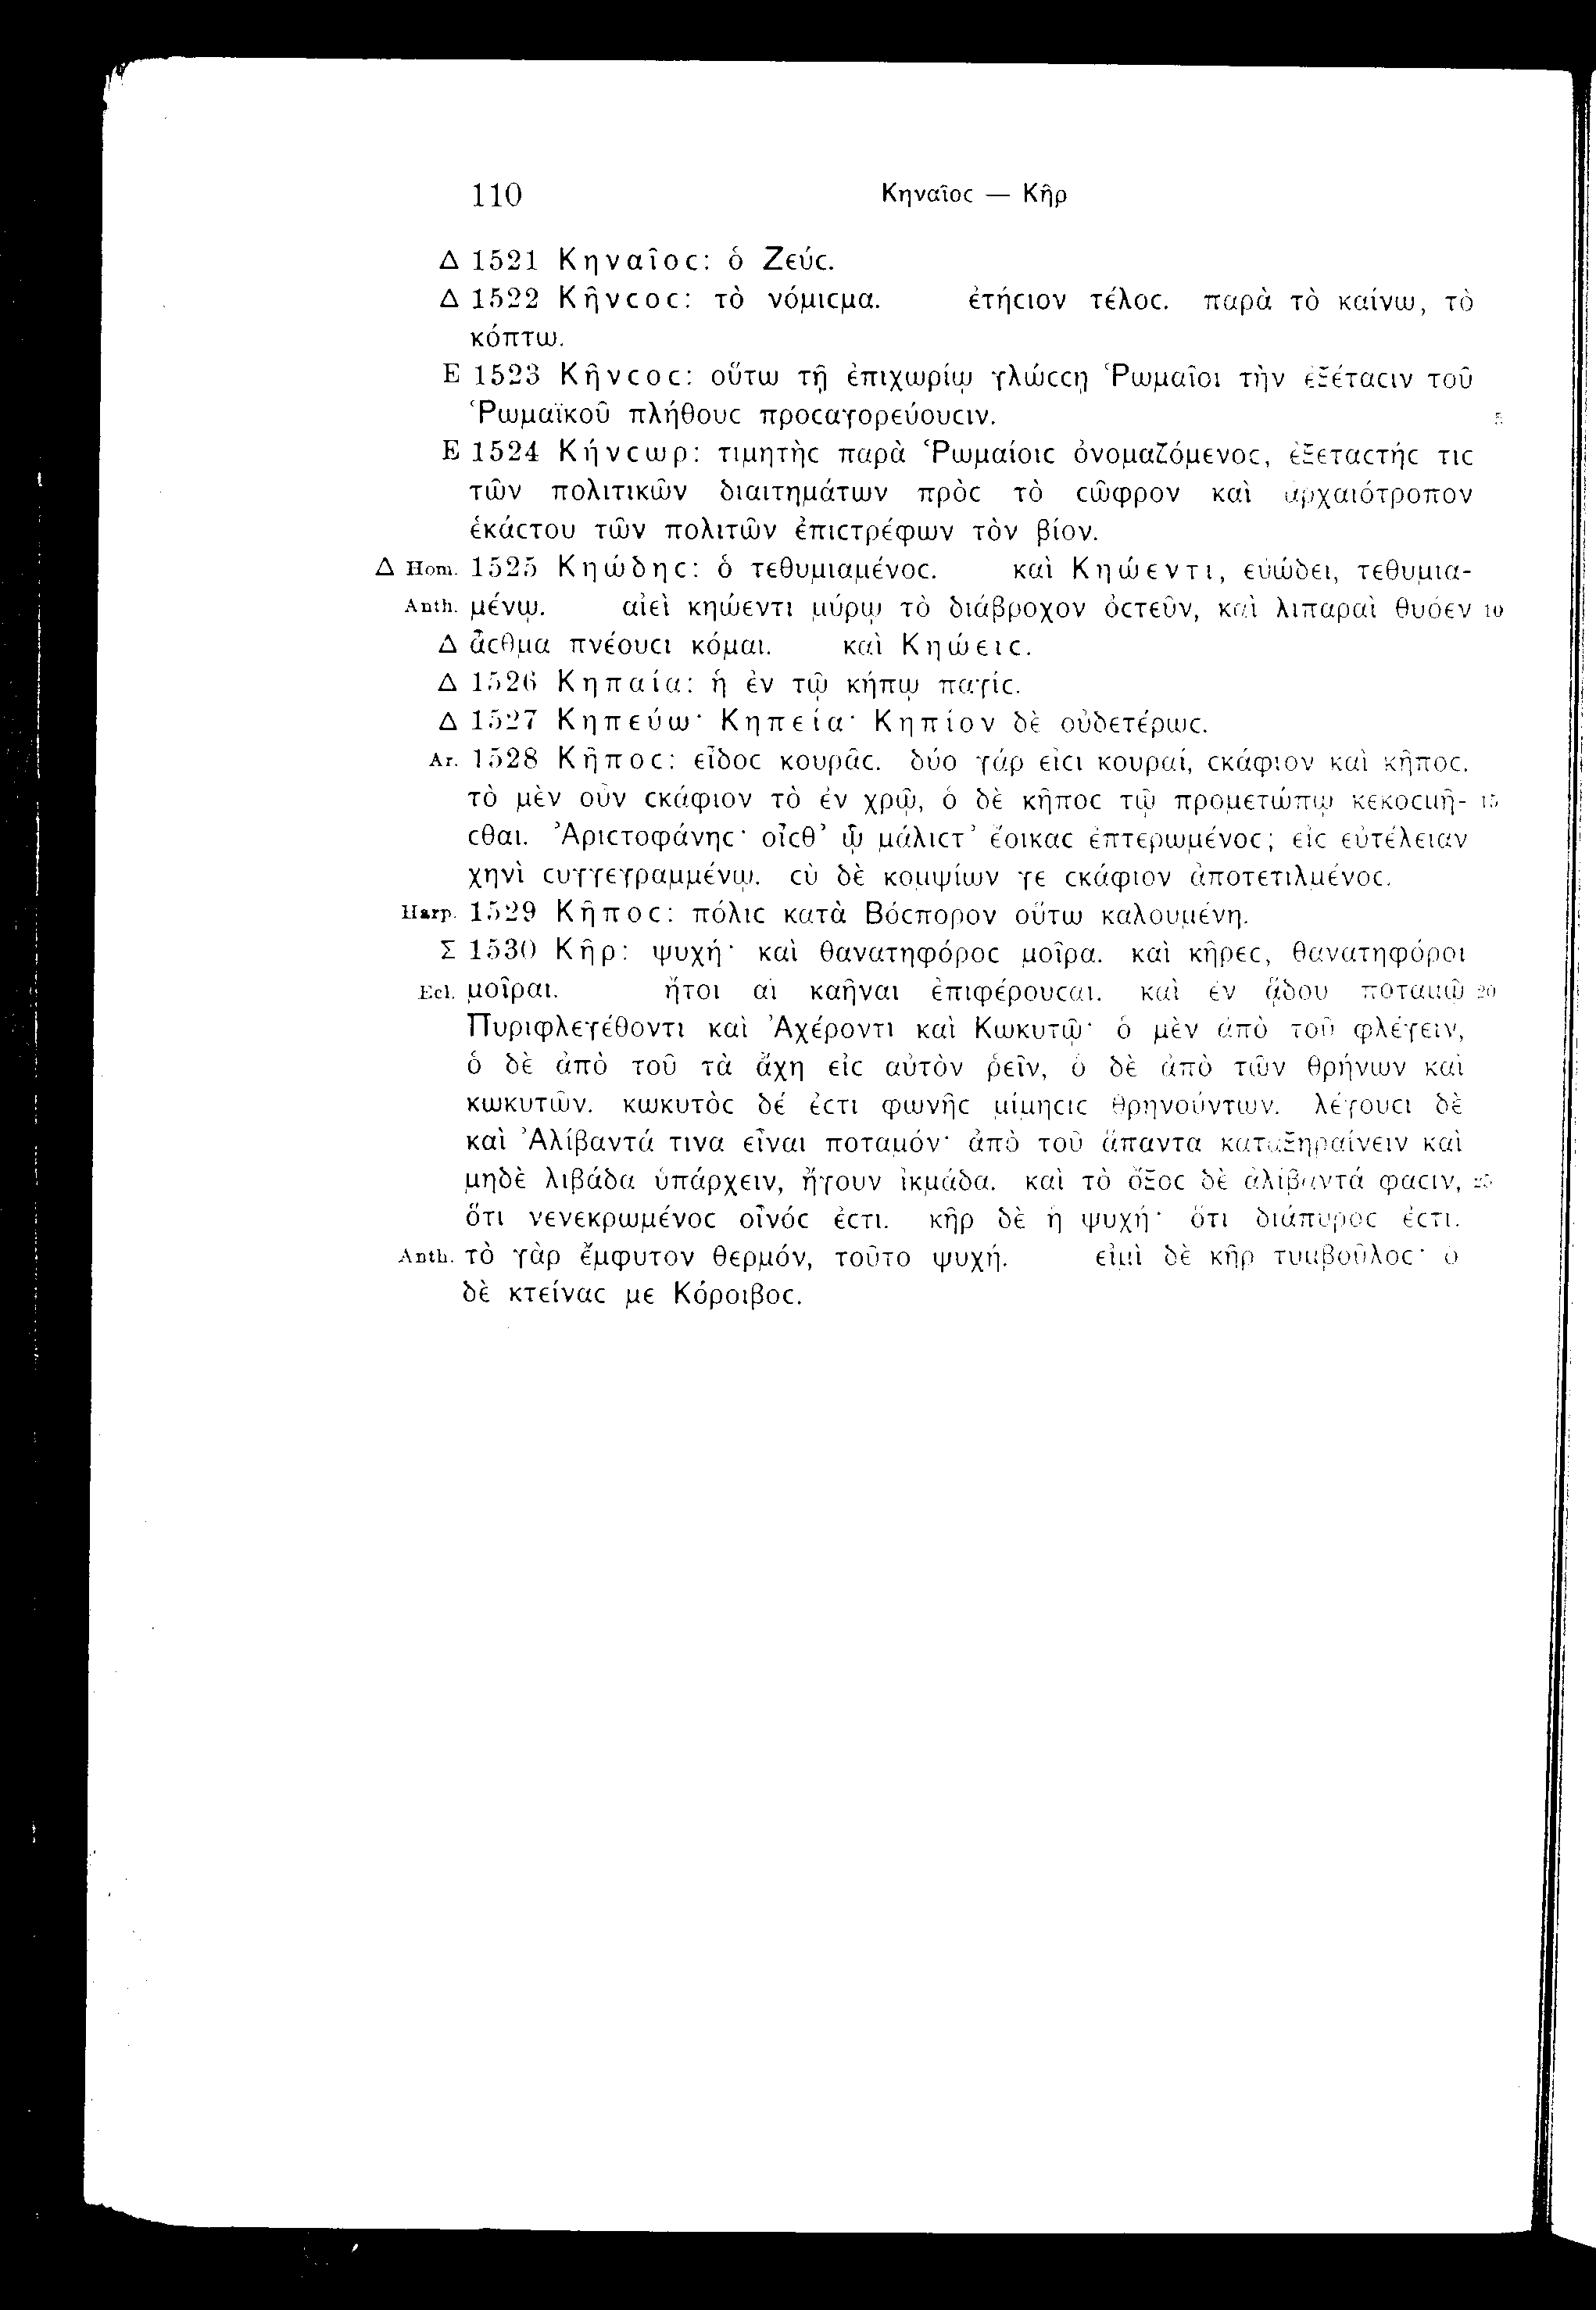 110 Κηναῖοϲ — Κῆρ
Δ 1521 Κηναῖοϲ: ὁ Ζεύϲ.
Δ 1522 Κῆνϲοϲ: τὸ νόμιϲμα. ἐτήϲιον τέλοϲ. παρὰ τὸ καίνω, τὸ
κόπτω.
E 1523 Κῆνϲοϲ: οὕτω τῇ ἐπιχωρίῳ γλώϲϲῃ Ῥωμαῖοι τὴν ἐξέταϲιν τοῦ
Ῥωμαϊκοῦ πλήθουϲ προϲαγορεύουϲιν. 5
E 1524 Κήνϲωρ: τιμητὴϲ παρὰ Ῥωμαίοιϲ ὀνομαζόμενοϲ, ἐξεταϲτήϲ τιϲ
τῶν πολιτικῶν διαιτημάτων πρὸϲ τὸ ϲῶφρον καὶ ἀρχαιότροπον
ἑκάϲτου τῶν πολιτῶν ἐπιϲτρέφων τὸν βίον.
Δ Hom. 1525 Κηώδηϲ: ὁ τεθυμιαμένοϲ. καὶ Κηώεντι, εὐώδει, τεθυμια-
Anth. μένῳ. αἰεὶ κηώεντι μύρῳ τὸ διάβροχον ὀϲτεῦν, καὶ λιπαραὶ θυόεν 10
Δ ἆϲθμα πνέουϲι κόμαι. καὶ Κηώειϲ.
Δ 1526 Κηπαία: ἡ ἐν τῷ κήπῳ παγίϲ.
Δ 1527 Κηπεύω· Κηπεία· Κηπίον δὲ οὐδετέρωϲ.
Ar. 1528 Κῆποϲ: εἶδοϲ κουρᾶϲ. δύο γάρ εἰϲι κουραί, ϲκάφιον καὶ κῆποϲ.
τὸ μὲν οὖν ϲκάφιον τὸ ἐν χρῷ, ὁ δὲ κῆποϲ τῷ προμετώπῳ κεκοϲμῆ- 15
ϲθαι. Ἀριϲτοφάνηϲ· οἶϲθ’ ᾧ μάλιϲτ’ ἔοικαϲ ἐπτερωμένοϲ; εἰϲ εὐτέλειαν
χηνὶ ϲυγγεγραμμένῳ. ϲὺ δὲ κομψίων γε ϲκάφιον ἀποτετιλμένοϲ.
Harp. 1529 Κῆποϲ: πόλιϲ κατὰ Βόϲπορον οὕτω καλουμένη.
Σ 1530 Κῆρ: ψυχή· καὶ θανατηφόροϲ μοῖρα. καὶ κῆρεϲ, θανατηφόροι
Ecl. μοῖραι. ἤτοι αἱ καῆναι ἐπιφέρουϲαι. καὶ ἐν ᾅδου ποταμῷ 20
Πυριφλεγέθοντι καὶ Ἀχέροντι καὶ Κωκυτῷ· ὁ μὲν ἀπὸ τοῦ φλέγειν,
ὁ δὲ ἀπὸ τοῦ τὰ ἄχη εἰϲ αὐτὸν ῥεῖν, ὁ δὲ ἀπὸ τῶν θρήνων καὶ
κωκυτῶν. κωκυτὸϲ δέ ἐϲτι φωνῆϲ μίμηϲιϲ θρηνούντων. λέγουϲι δὲ
καὶ Ἀλίβαντά τινα εἶναι ποταμόν· ἀπὸ τοῦ ἅπαντα καταξηραίνειν καὶ
μηδὲ λιβάδα ὑπάρχειν, ἤγουν ἰκμάδα. καὶ τὸ ὄξοϲ δὲ ἀλίβαντά φαϲιν, 25
ὅτι νενεκρωμένοϲ οἶνόϲ ἐϲτι. κῆρ δὲ ἡ ψυχή· ὅτι διάπυροϲ ἐϲτι.
Anth. τὸ γὰρ ἔμφυτον θερμόν, τοῦτο ψυχή. εἰμὶ δὲ κῆρ τυμβοῦλοϲ· ὁ
δὲ κτείναϲ με Κόροιβοϲ.